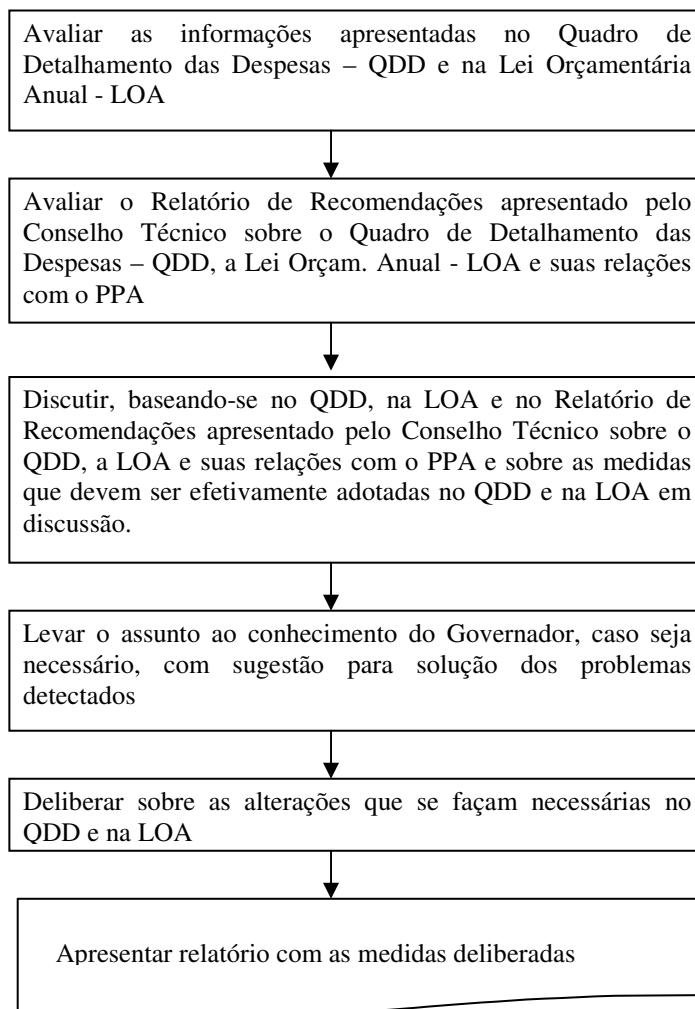 Avaliar as informações apresentadas no Quadro de
Detalhamento das Despesas – QDD e na Lei Orçamentária
Anual - LOA
Avaliar o Relatório de Recomendações apresentado pelo
Conselho Técnico sobre o Quadro de Detalhamento das
Despesas – QDD, a Lei Orçam. Anual - LOA e suas relações
com o PPA
Discutir, baseando-se no QDD, na LOA e no Relatório de
Recomendações apresentado pelo Conselho Técnico sobre o
QDD, a LOA e suas relações com o PPA e sobre as medidas
que devem ser efetivamente adotadas no QDD e na LOA em
discussão.
Levar o assunto ao conhecimento do Governador, caso seja
necessário, com sugestão para solução dos problemas
detectados
Deliberar sobre as alterações que se façam necessárias no
QDD e na LOA
Apresentar relatório com as medidas deliberadas